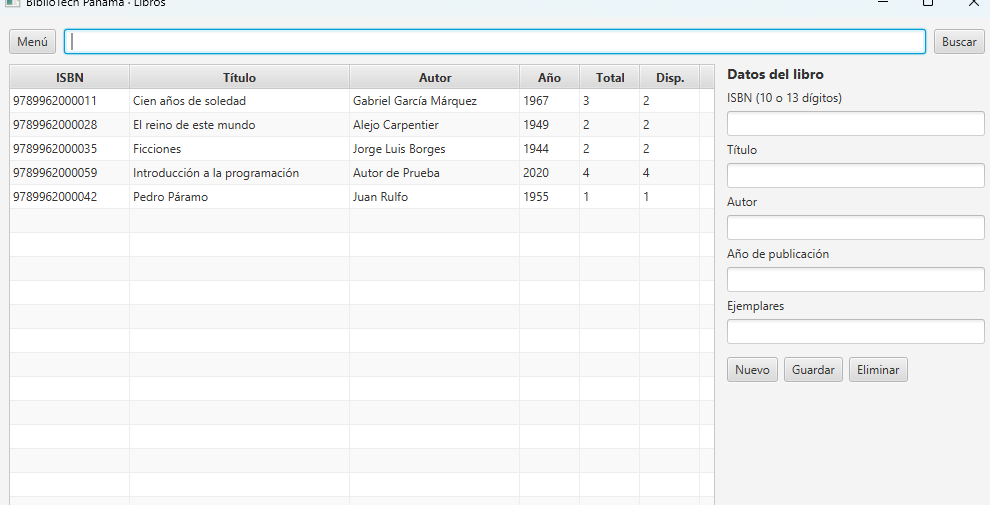 BiblioTech Panamá - Libros
Menú
Buscar
ISBN Título Autor Año Total Disp.
9789962000011 Cien años de soledad Gabriel García Márquez 1967 3 2
9789962000028 El reino de este mundo Alejo Carpentier 1949 2 2
9789962000035 Ficciones Jorge Luis Borges 1944 2 2
9789962000059 Introducción a la programación Autor de Prueba 2020 4 4
9789962000042 Pedro Páramo Juan Rulfo 1955 1 1
Datos del libro
ISBN (10 o 13 dígitos)
Título
Autor
Año de publicación
Ejemplares
Nuevo Guardar Eliminar